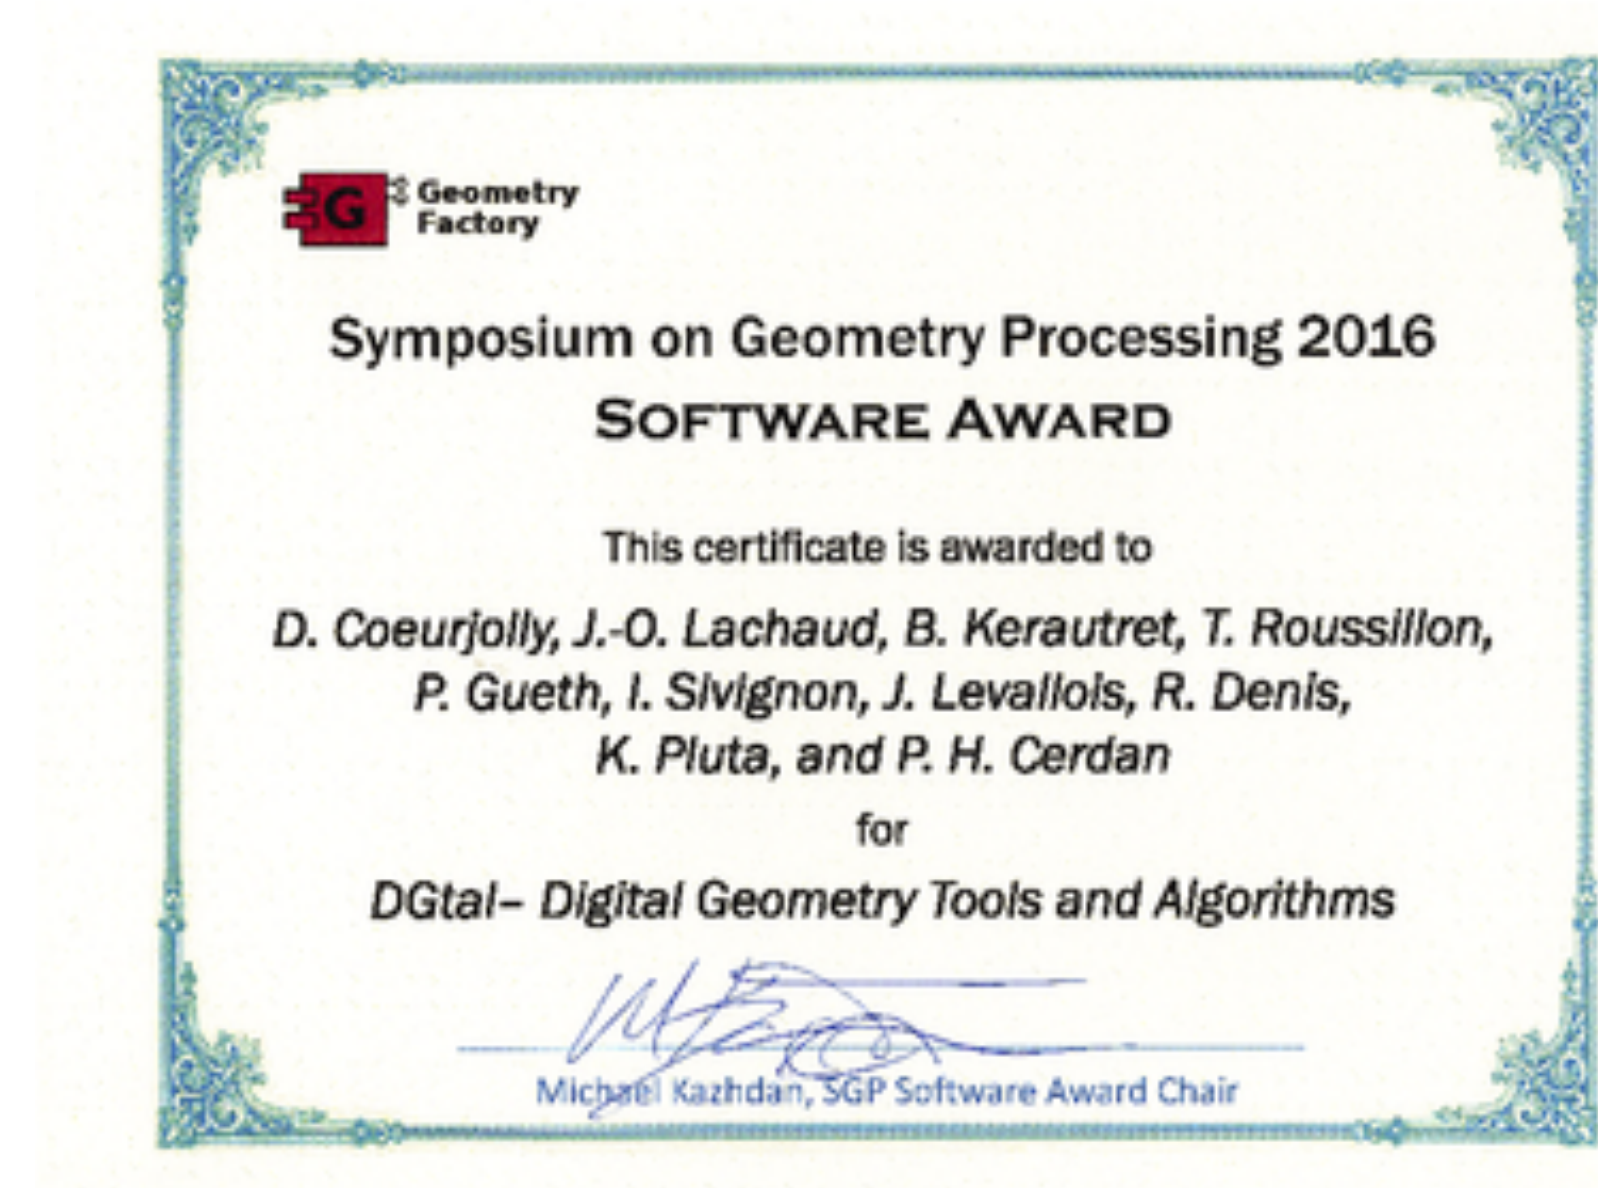 G Geometry
Factory
Symposium on Geometry Processing 2016
SOFTWARE AWARD
This certificate is awarded to
D. Coeurjolly, J.-O. Lachaud, B. Kerautret, T. Roussillon,
P. Gueth, I. Sivignon, J. Levallois, R. Denis,
K. Pluta, and P. H. Cerdan
for
DGtal– Digital Geometry Tools and Algorithms
Michael Kazhdan, SGP Software Award Chair